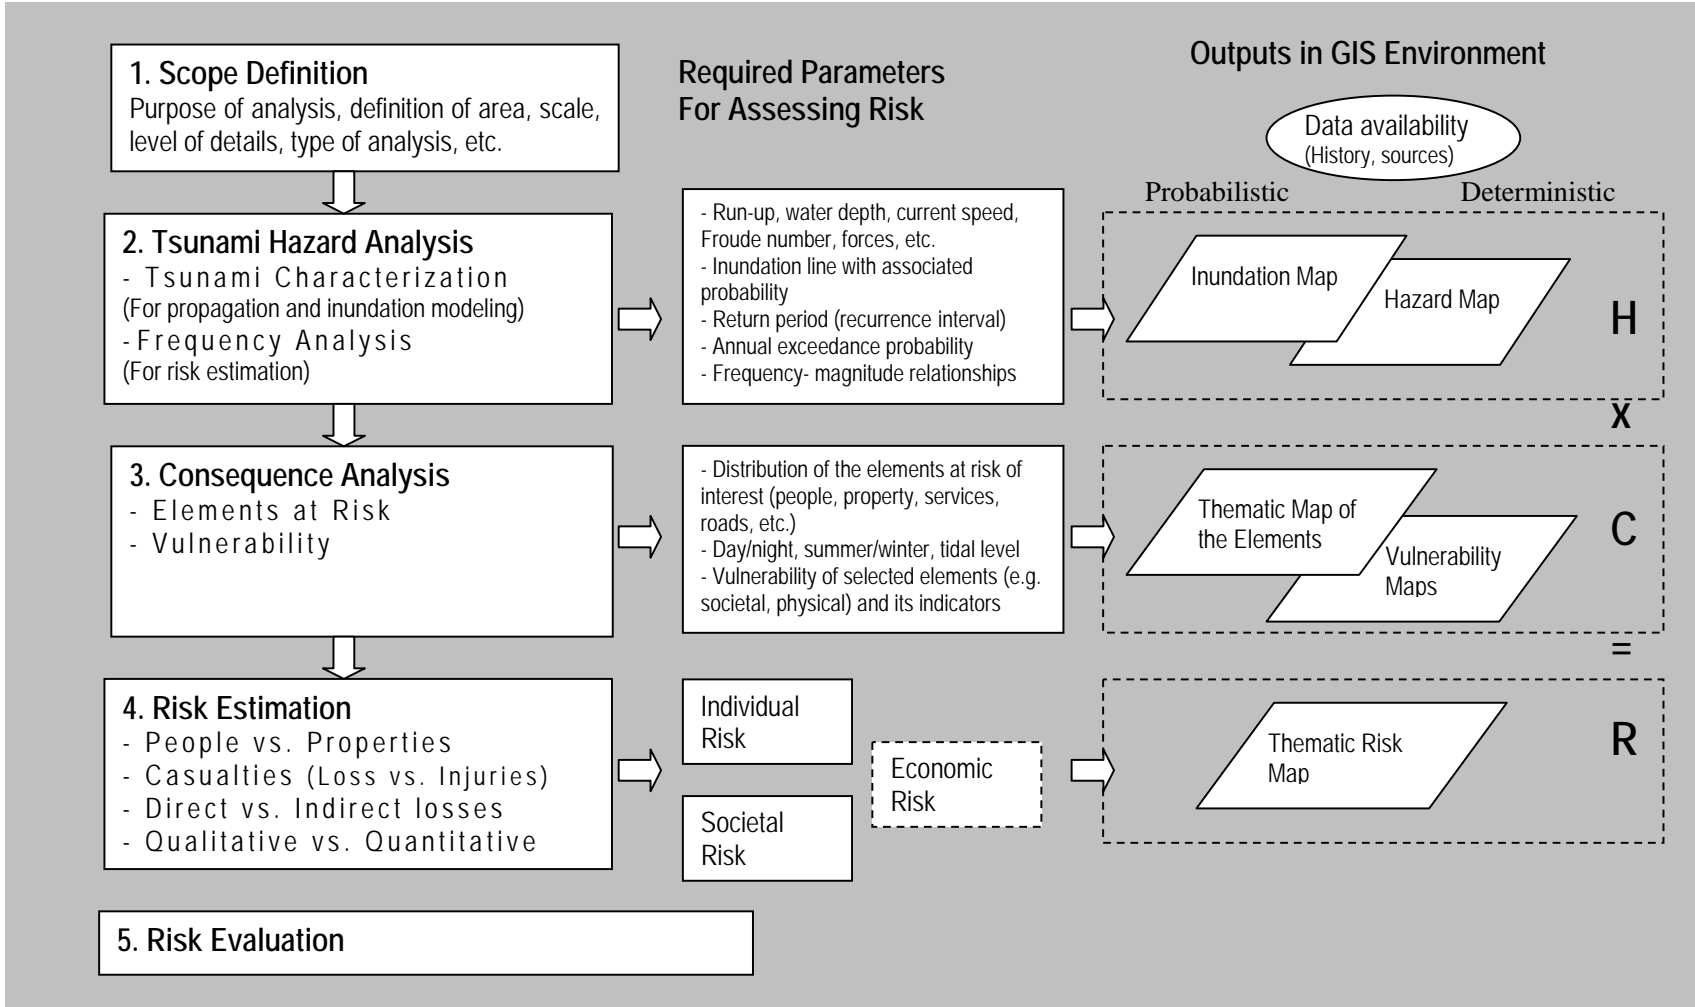 1. Scope Definition
Purpose of analysis, definition of area, scale,
level of details, type of analysis, etc.
Required Parameters
For Assessing Risk
Outputs in GIS Environment
Data availability
(History, sources)
Probabilistic
Deterministic
2. Tsunami Hazard Analysis
- Tsunami Characterization
(For propagation and inundation modeling)
- Frequency Analysis
(For risk estimation)
- Run-up, water depth, current speed,
Froude number, forces, etc.
- Inundation line with associated
probability
- Return period (recurrence interval)
- Annual exceedance probability
- Frequency- magnitude relationships
Inundation Map
Hazard Map
H
X
3. Consequence Analysis
- Elements at Risk
- Vulnerability
- Distribution of the elements at risk of
interest (people, property, services,
roads, etc.)
- Day/night, summer/winter, tidal level
- Vulnerability of selected elements (e.g.
societal, physical) and its indicators
Thematic Map of
the Elements
Vulnerability
Maps
C
=
4. Risk Estimation
- People vs. Properties
- Casualties (Loss vs. Injuries)
- Direct vs. Indirect losses
- Qualitative vs. Quantitative
Individual
Risk
Societal
Risk
Economic
Risk
Thematic Risk
Map
R
5. Risk Evaluation